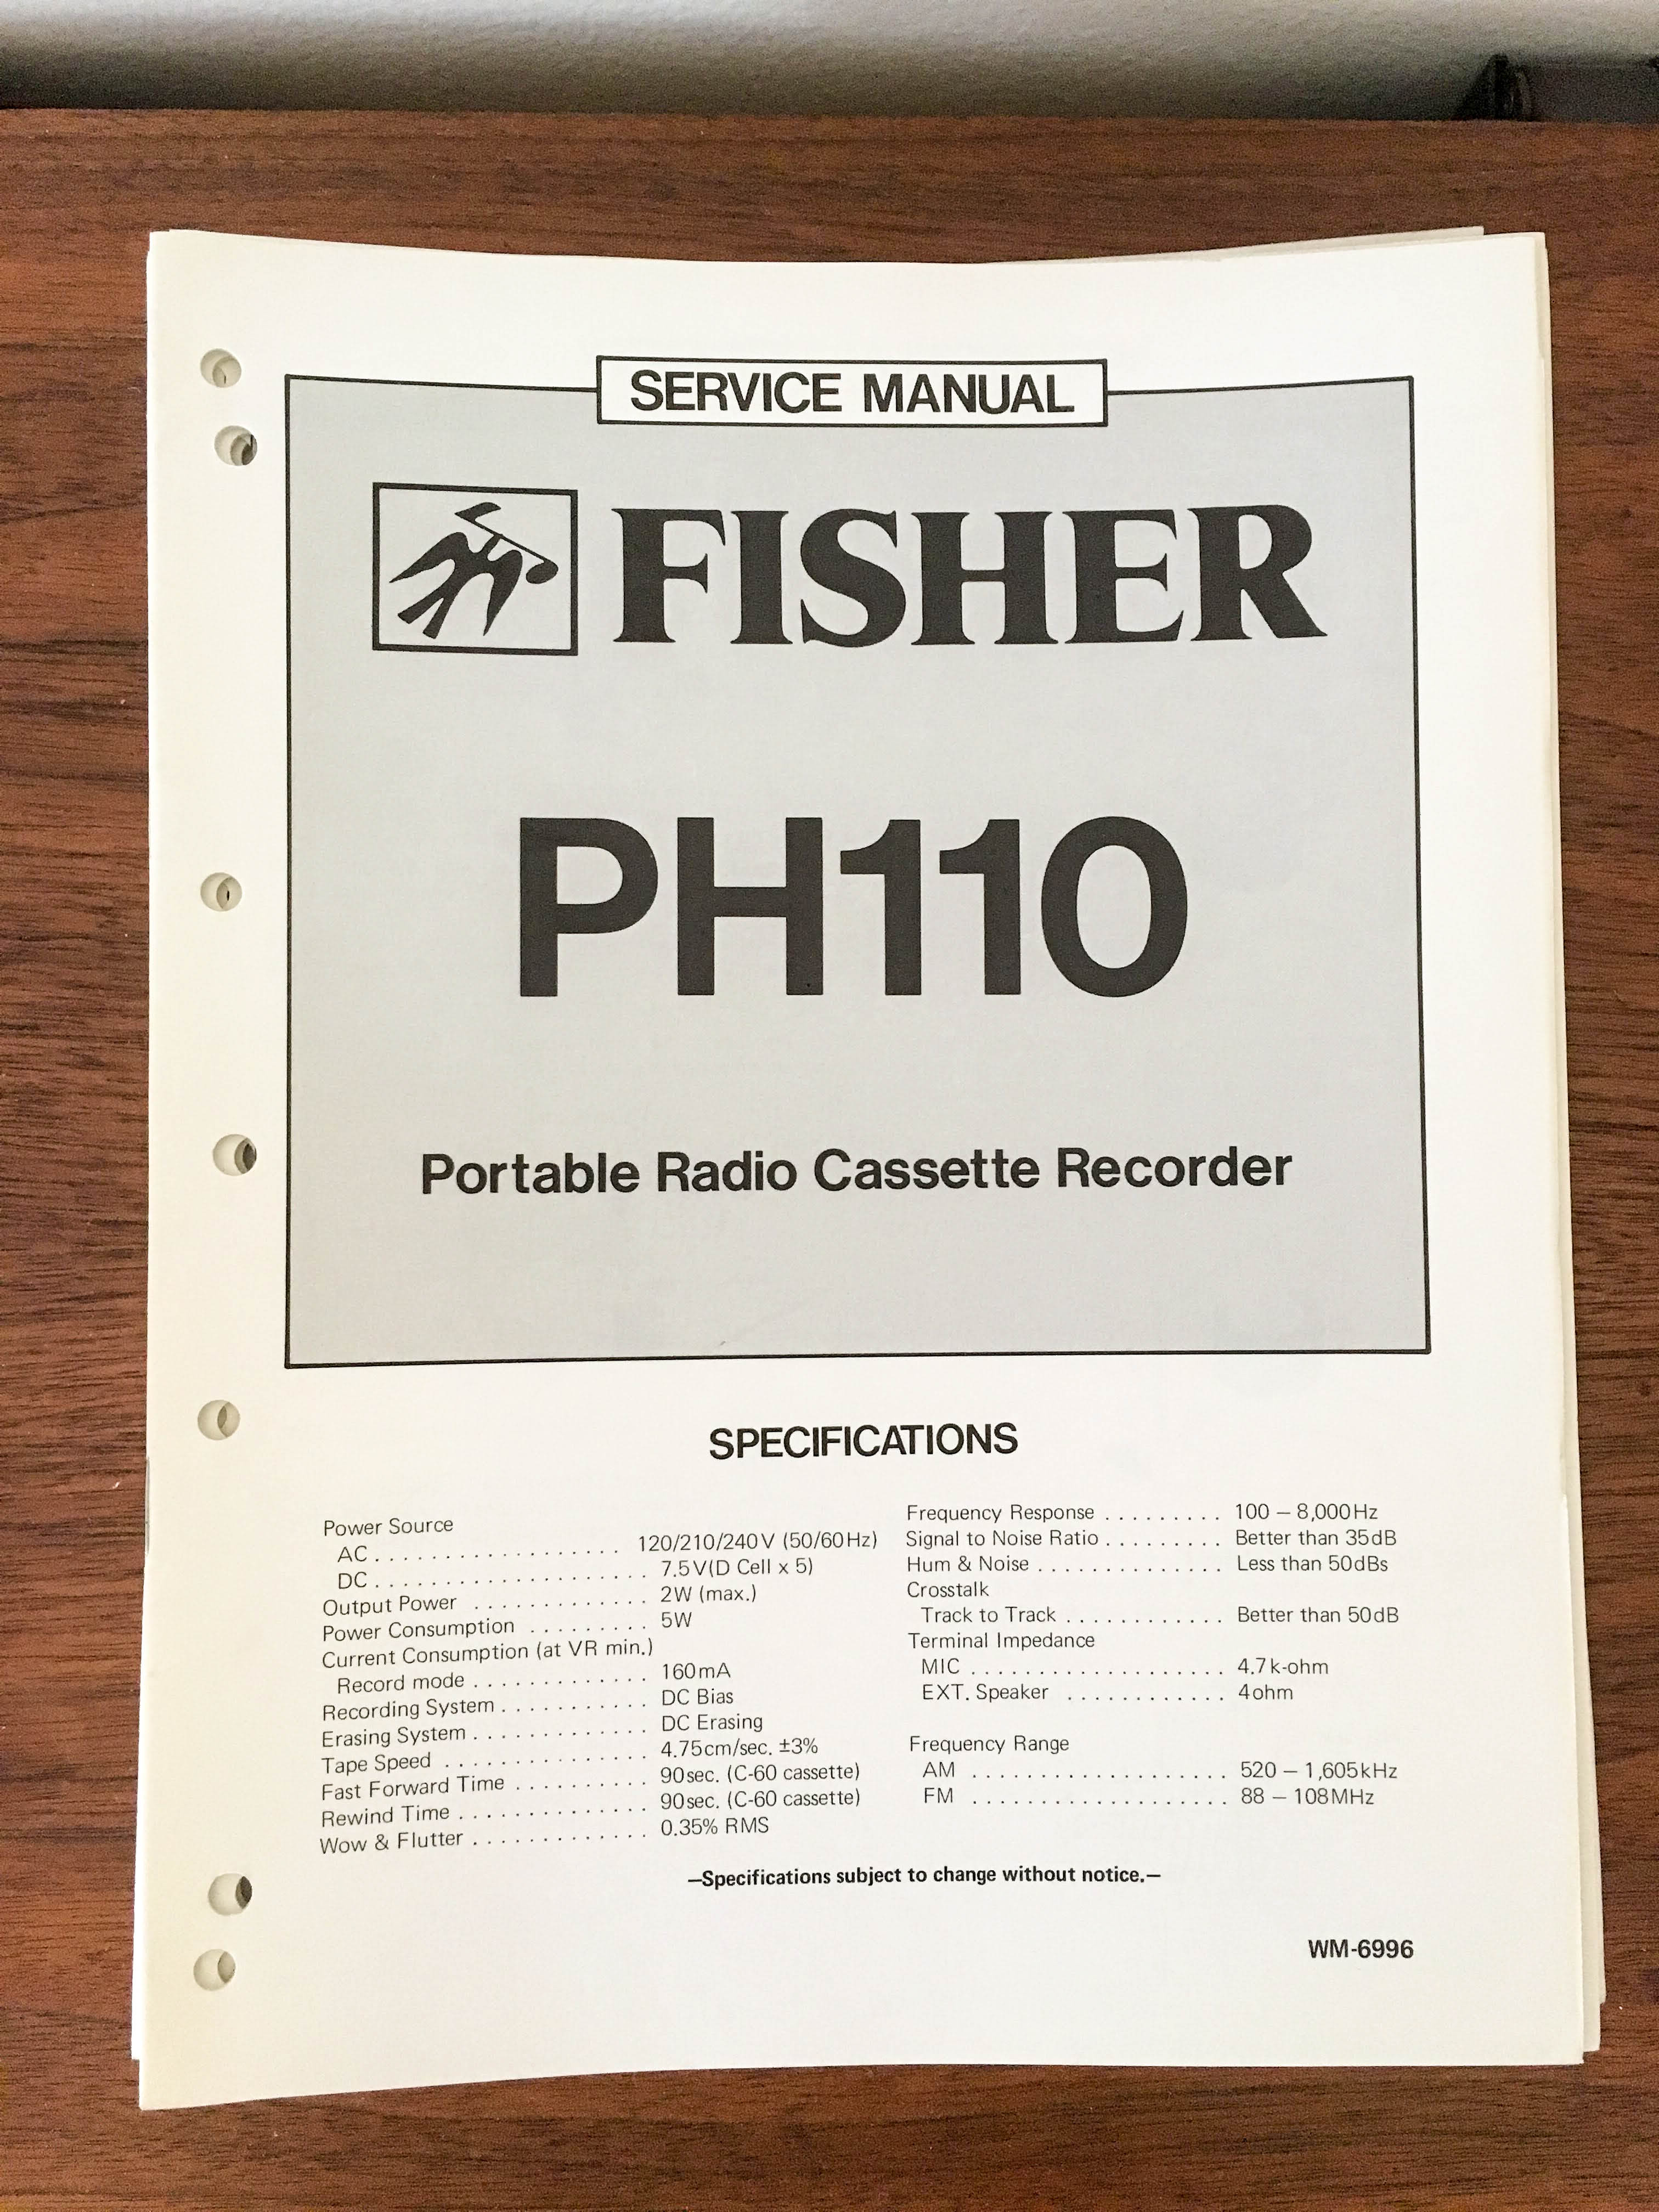 SERVICE MANUAL
FISHER
PH110
Portable Radio Cassette Recorder
SPECIFICATIONS
Power Source
AC . . . . . . . . . . . . . . . . . . 120/210/240V (50/60Hz)
DC . . . . . . . . . . . . . . . . . . . . 7.5V(D Cell x 5)
Output Power . . . . . . . . . . . . . 2W (max.)
Power Consumption . . . . . . . . . 5W
Current Consumption (at VR min.)
Record mode . . . . . . . . . . . . . 160mA
Recording System . . . . . . . . . . . DC Bias
Erasing System . . . . . . . . . . . . . DC Erasing
Tape Speed . . . . . . . . . . . . . . . 4.75cm/sec. ±3%
Fast Forward Time . . . . . . . . . . 90sec. (C-60 cassette)
Rewind Time . . . . . . . . . . . . . . 90sec. (C-60 cassette)
Wow & Flutter . . . . . . . . . . . . . 0.35% RMS
Frequency Response . . . . . . . . . 100 – 8,000Hz
Signal to Noise Ratio . . . . . . . . . Better than 35dB
Hum & Noise . . . . . . . . . . . . . . Less than 50dBs
Crosstalk
Track to Track . . . . . . . . . . . . Better than 50dB
Terminal Impedance
MIC . . . . . . . . . . . . . . . . . . . 4.7k-ohm
EXT. Speaker . . . . . . . . . . . . 4ohm
Frequency Range
AM . . . . . . . . . . . . . . . . . . . 520 – 1,605kHz
FM . . . . . . . . . . . . . . . . . . . 88 – 108MHz
–Specifications subject to change without notice.–
WM-6996